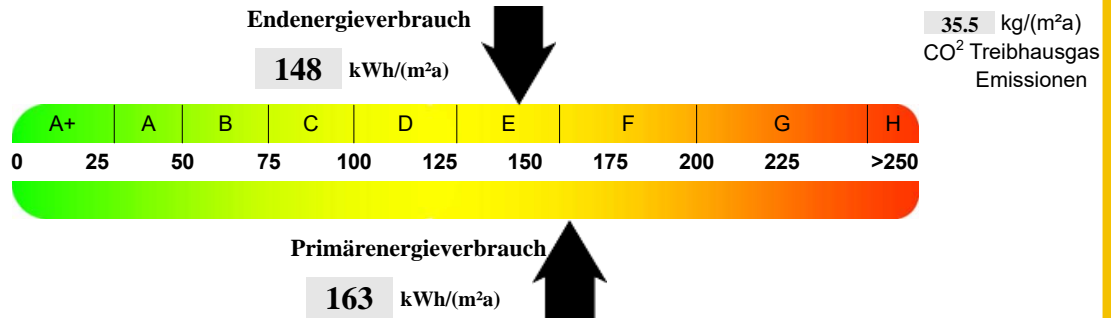 Endenergieverbrauch
148 kWh/(m²a)
35.5 kg/(m²a)
CO² Treibhausgas
Emissionen
A+ A B C D E F G H
0 25 50 75 100 125 150 175 200 225 >250
Primärenergieverbrauch
163 kWh/(m²a)